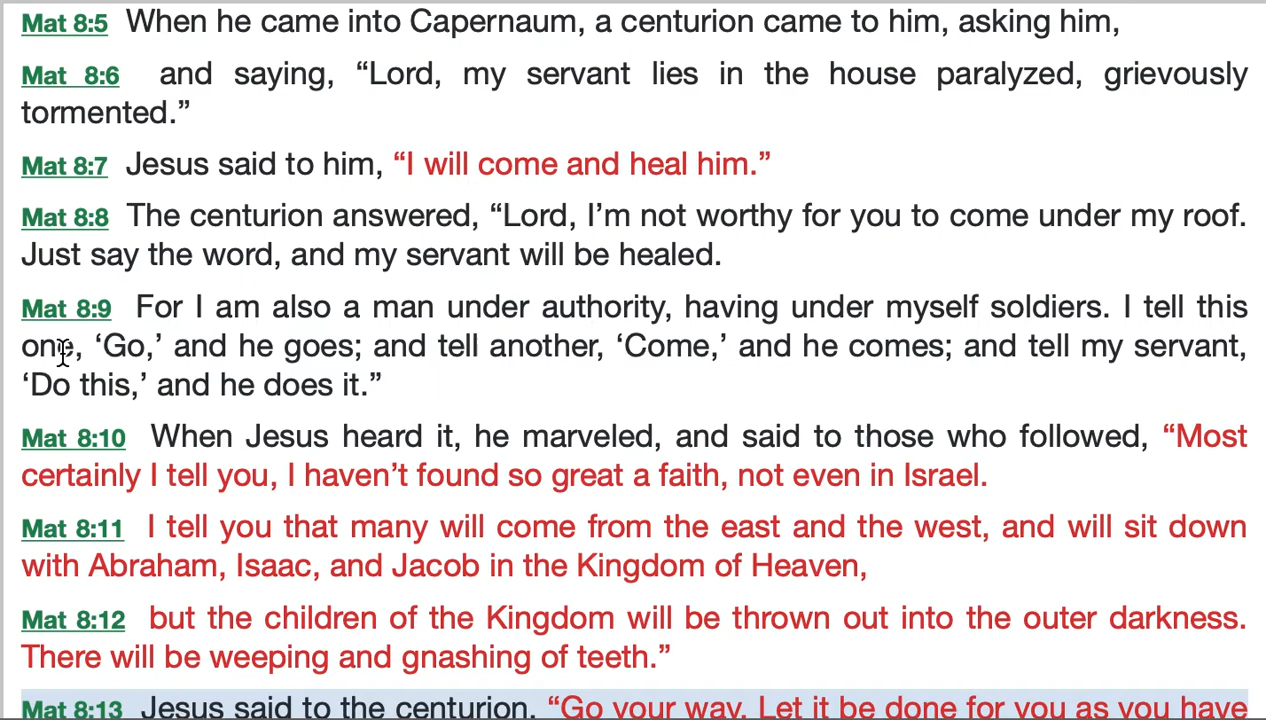 Mat 8:5 When he came into Capernaum, a centurion came to him, asking him,
Mat 8:6 and saying, “Lord, my servant lies in the house paralyzed, grievously
tormented.”
Mat 8:7 Jesus said to him, “I will come and heal him.”
Mat 8:8 The centurion answered, “Lord, I’m not worthy for you to come under my roof.
Just say the word, and my servant will be healed.
Mat 8:9 For I am also a man under authority, having under myself soldiers. I tell this
one, ‘Go,’ and he goes; and tell another, ‘Come,’ and he comes; and tell my servant,
‘Do this,’ and he does it.”
Mat 8:10 When Jesus heard it, he marveled, and said to those who followed, “Most
certainly I tell you, I haven’t found so great a faith, not even in Israel.
Mat 8:11 I tell you that many will come from the east and the west, and will sit down
with Abraham, Isaac, and Jacob in the Kingdom of Heaven,
Mat 8:12 but the children of the Kingdom will be thrown out into the outer darkness.
There will be weeping and gnashing of teeth.”
Mat 8:13 Jesus said to the centurion, “Go your way. Let it be done for you as you have